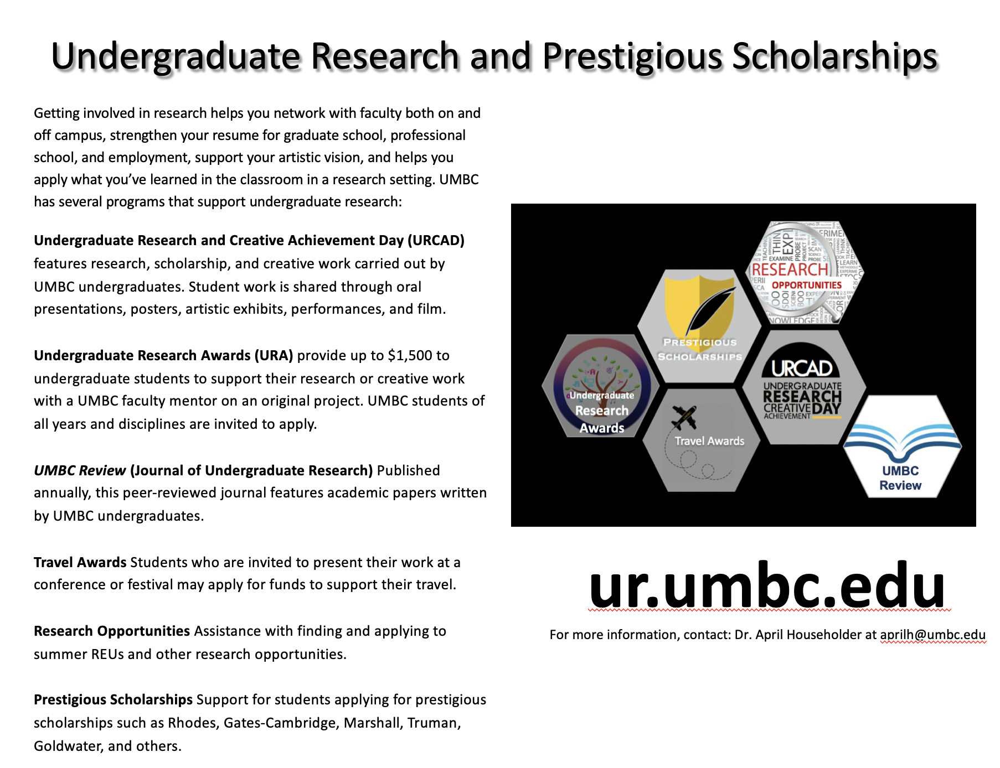 Undergraduate Research and Prestigious Scholarships
Getting involved in research helps you network with faculty both on and
off campus, strengthen your resume for graduate school, professional
school, and employment, support your artistic vision, and helps you
apply what you’ve learned in the classroom in a research setting. UMBC
has several programs that support undergraduate research:
Undergraduate Research and Creative Achievement Day (URCAD)
features research, scholarship, and creative work carried out by
UMBC undergraduates. Student work is shared through oral
presentations, posters, artistic exhibits, performances, and film.
Undergraduate Research Awards (URA) provide up to $1,500 to
undergraduate students to support their research or creative work
with a UMBC faculty mentor on an original project. UMBC students of
all years and disciplines are invited to apply.
UMBC Review (Journal of Undergraduate Research) Published
annually, this peer-reviewed journal features academic papers written
by UMBC undergraduates.
Travel Awards Students who are invited to present their work at a
conference or festival may apply for funds to support their travel.
Research Opportunities Assistance with finding and applying to
summer REUs and other research opportunities.
Prestigious Scholarships Support for students applying for prestigious
scholarships such as Rhodes, Gates-Cambridge, Marshall, Truman,
Goldwater, and others.
EXAMINE
RESEARCH
OPPORTUNITIES
KNOWLEDGE
PRESTIGIOUS
SCHOLARSHIPS
Undergraduate
Research
Awards
URCAD
UNDERGRADUATE
RESEARCH
CREATIVE DAY
ACHIEVEMENT
UMBC
Travel Awards
UMBC
Review
ur.umbc.edu
For more information, contact: Dr. April Householder at aprilh@umbc.edu